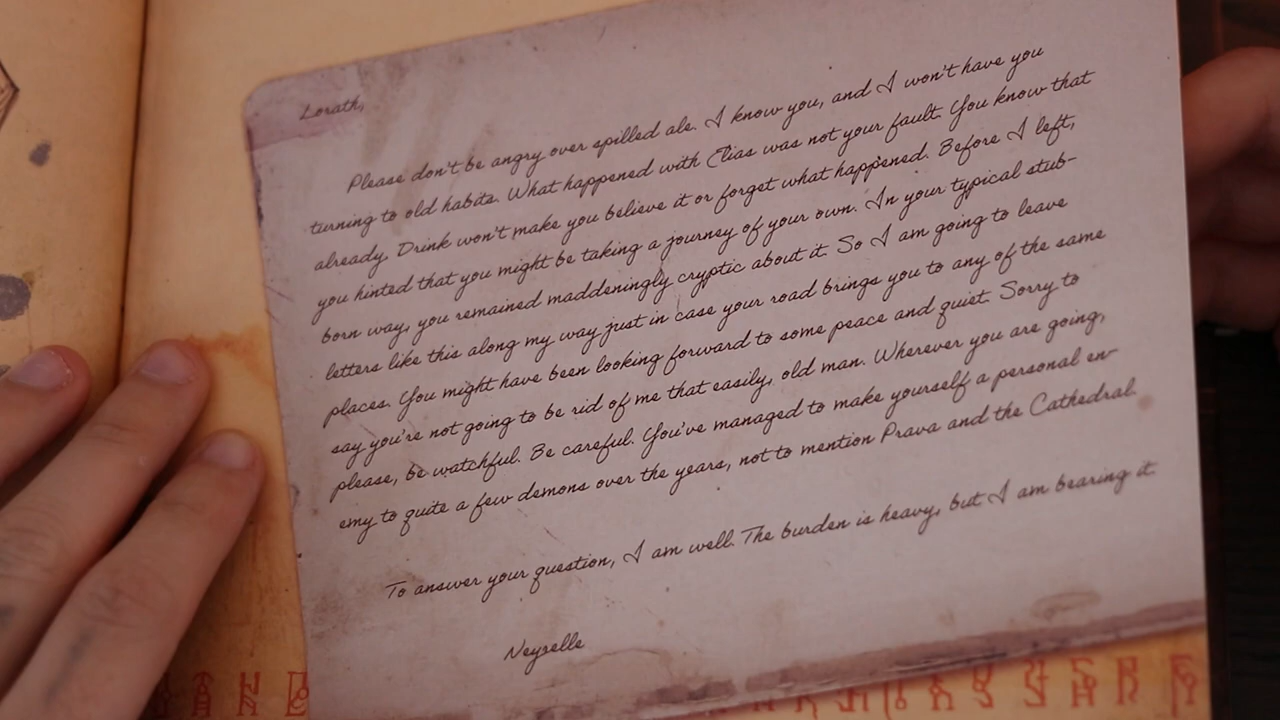 Lorath,
Please don't be angry over spilled ale. I know you, and I won't have you
turning to old habits. What happened with Elias was not your fault. You know that
already. Drink won't make you believe it or forget what happened. Before I left,
you hinted that you might be taking a journey of your own. In your typical stub-
born way, you remained maddeningly cryptic about it. So I am going to leave
letters like this along my way just in case your road brings you to any of the same
places. You might have been looking forward to some peace and quiet. Sorry to
say you're not going to be rid of me that easily, old man. Wherever you are going,
please, be watchful. Be careful. You've managed to make yourself a personal en-
emy to quite a few demons over the years, not to mention Prava and the Cathedral.
To answer your question, I am well. The burden is heavy, but I am bearing it.
Neyrelle